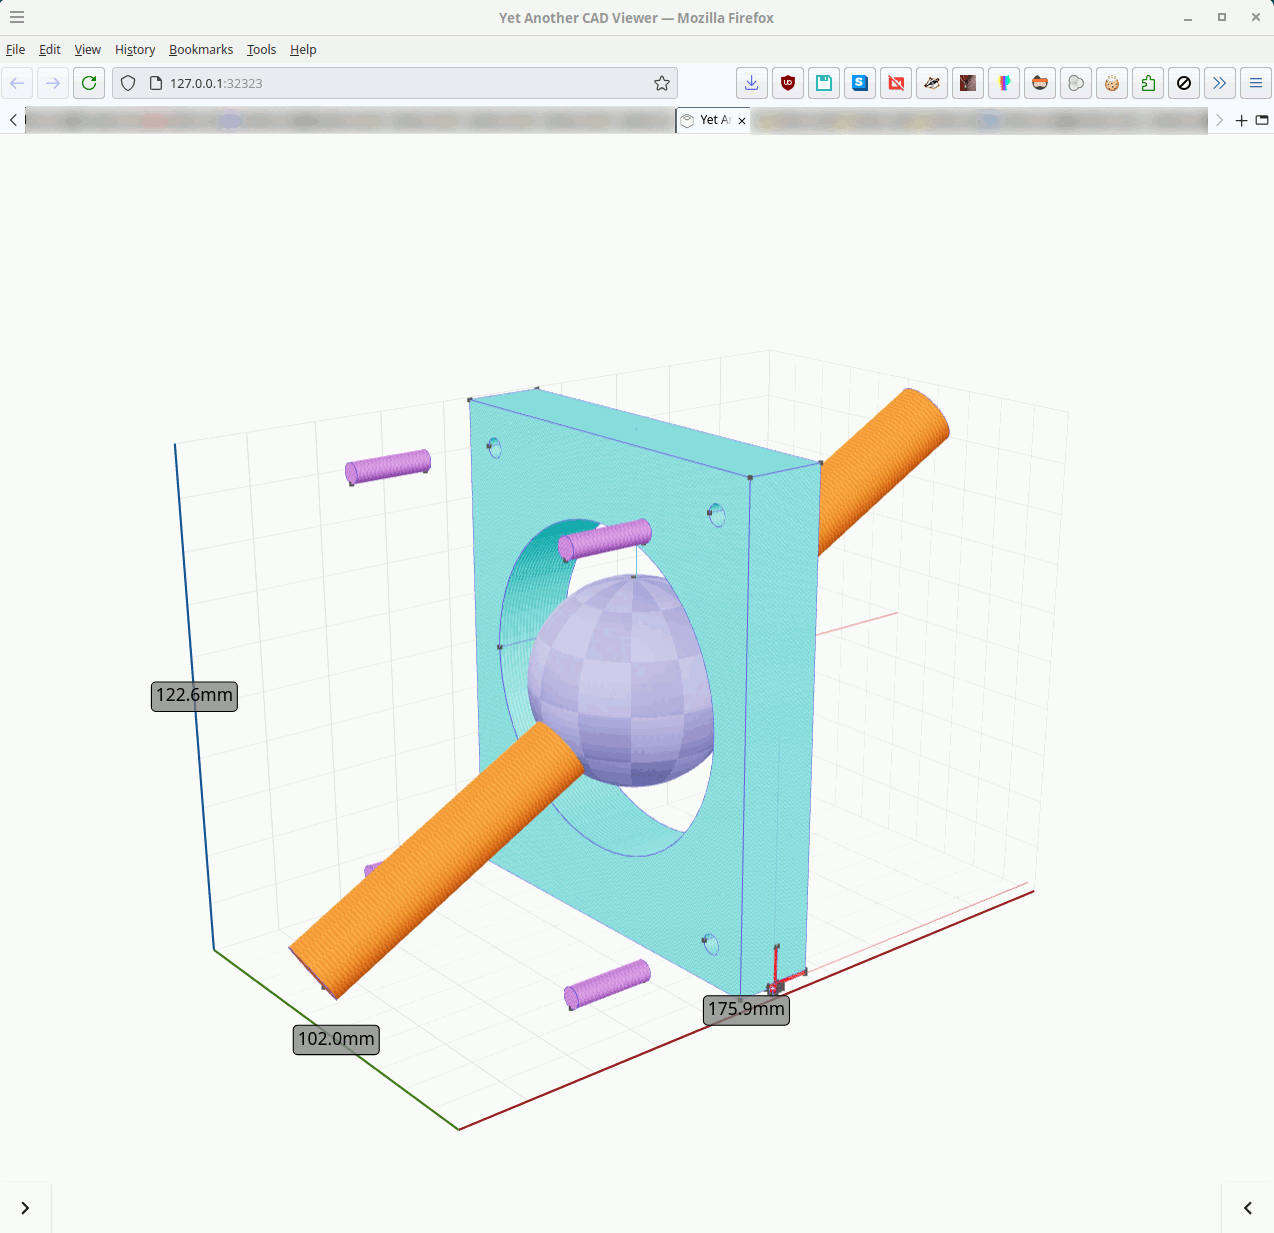 Yet Another CAD Viewer — Mozilla Firefox
File Edit View History Bookmarks Tools Help
127.0.0.1:32323
Yet A
122.6mm
175.9mm
102.0mm